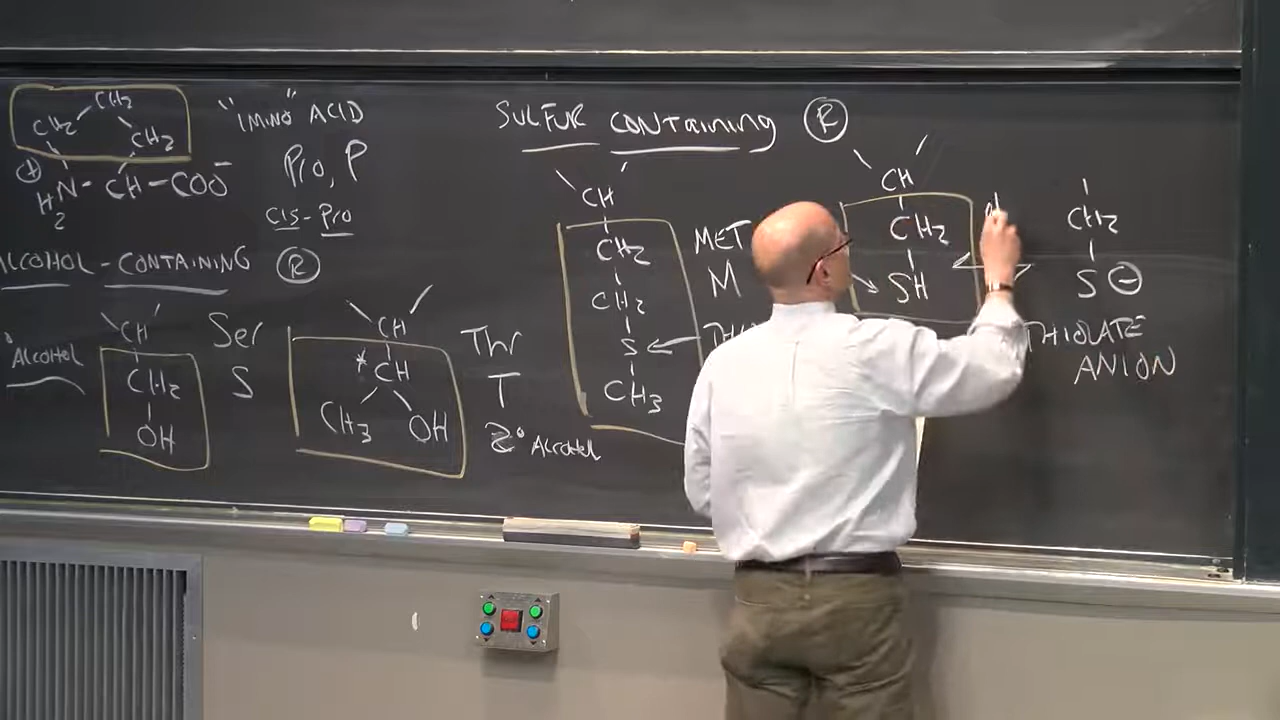 CH2
CH2 CH2
⊕
H2N-CH-COO-
"IMINO" ACID
Pro, P
Cis-Pro
ALCOHOL-CONTAINING Ⓡ
1° Alcohol
CH
CH2
OH
Ser
S
CH
* CH
CH3 OH
Thr
T
2° Alcohol
SULFUR CONTAINING Ⓡ
CH
CH2
CH2
S
CH3
MET
M
CH
CH2
SH
CH2
S⊖
THIOLATE
ANION